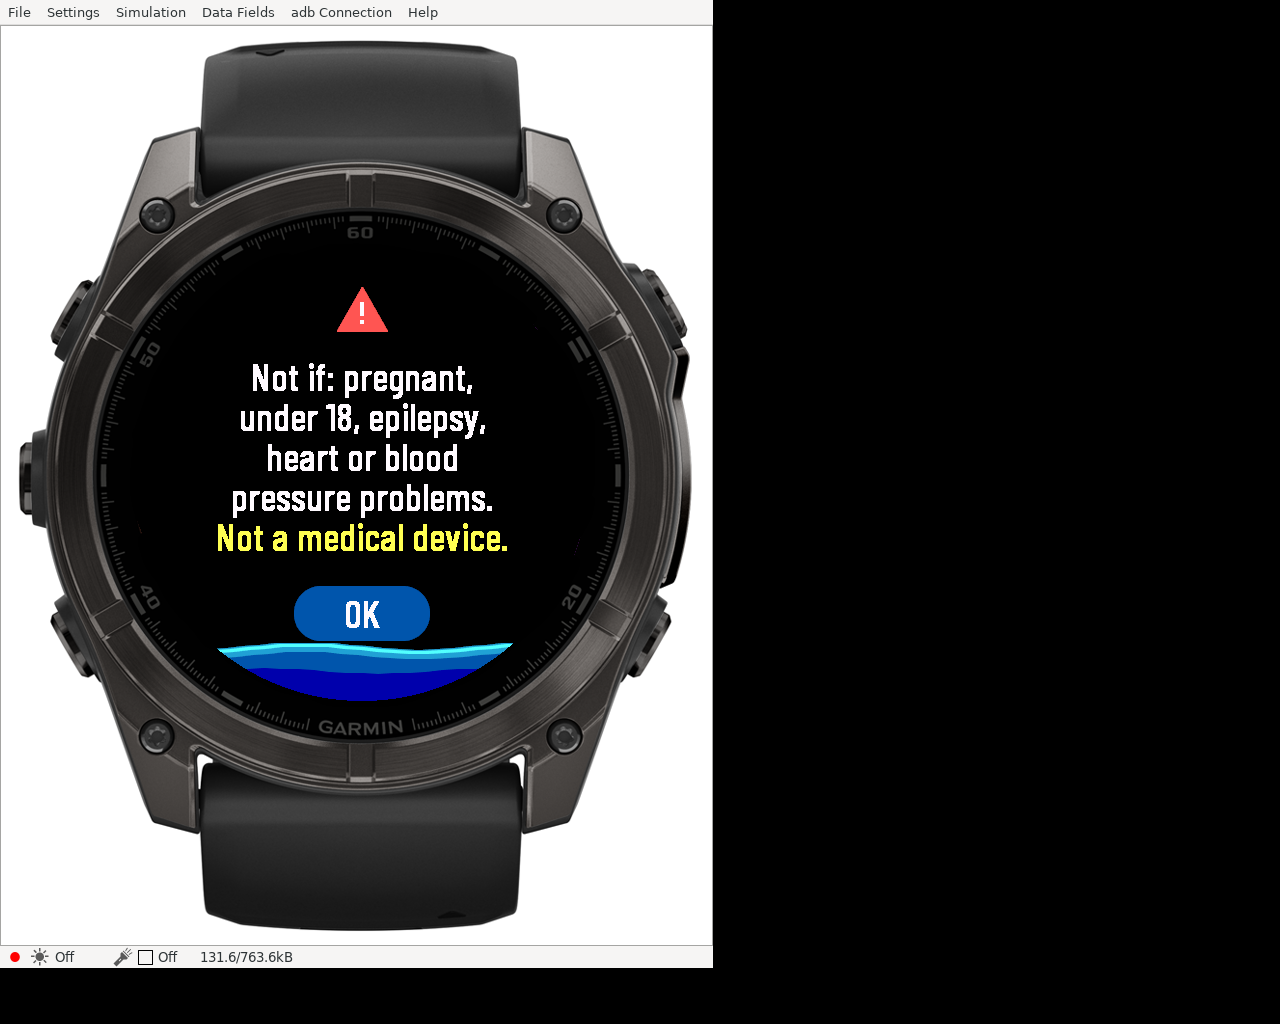 File Settings Simulation Data Fields adb Connection Help
60
50
!
Not if: pregnant,
under 18, epilepsy,
heart or blood
pressure problems.
Not a medical device.
OK
40
20
GARMIN
Off Off 131.6/763.6kB